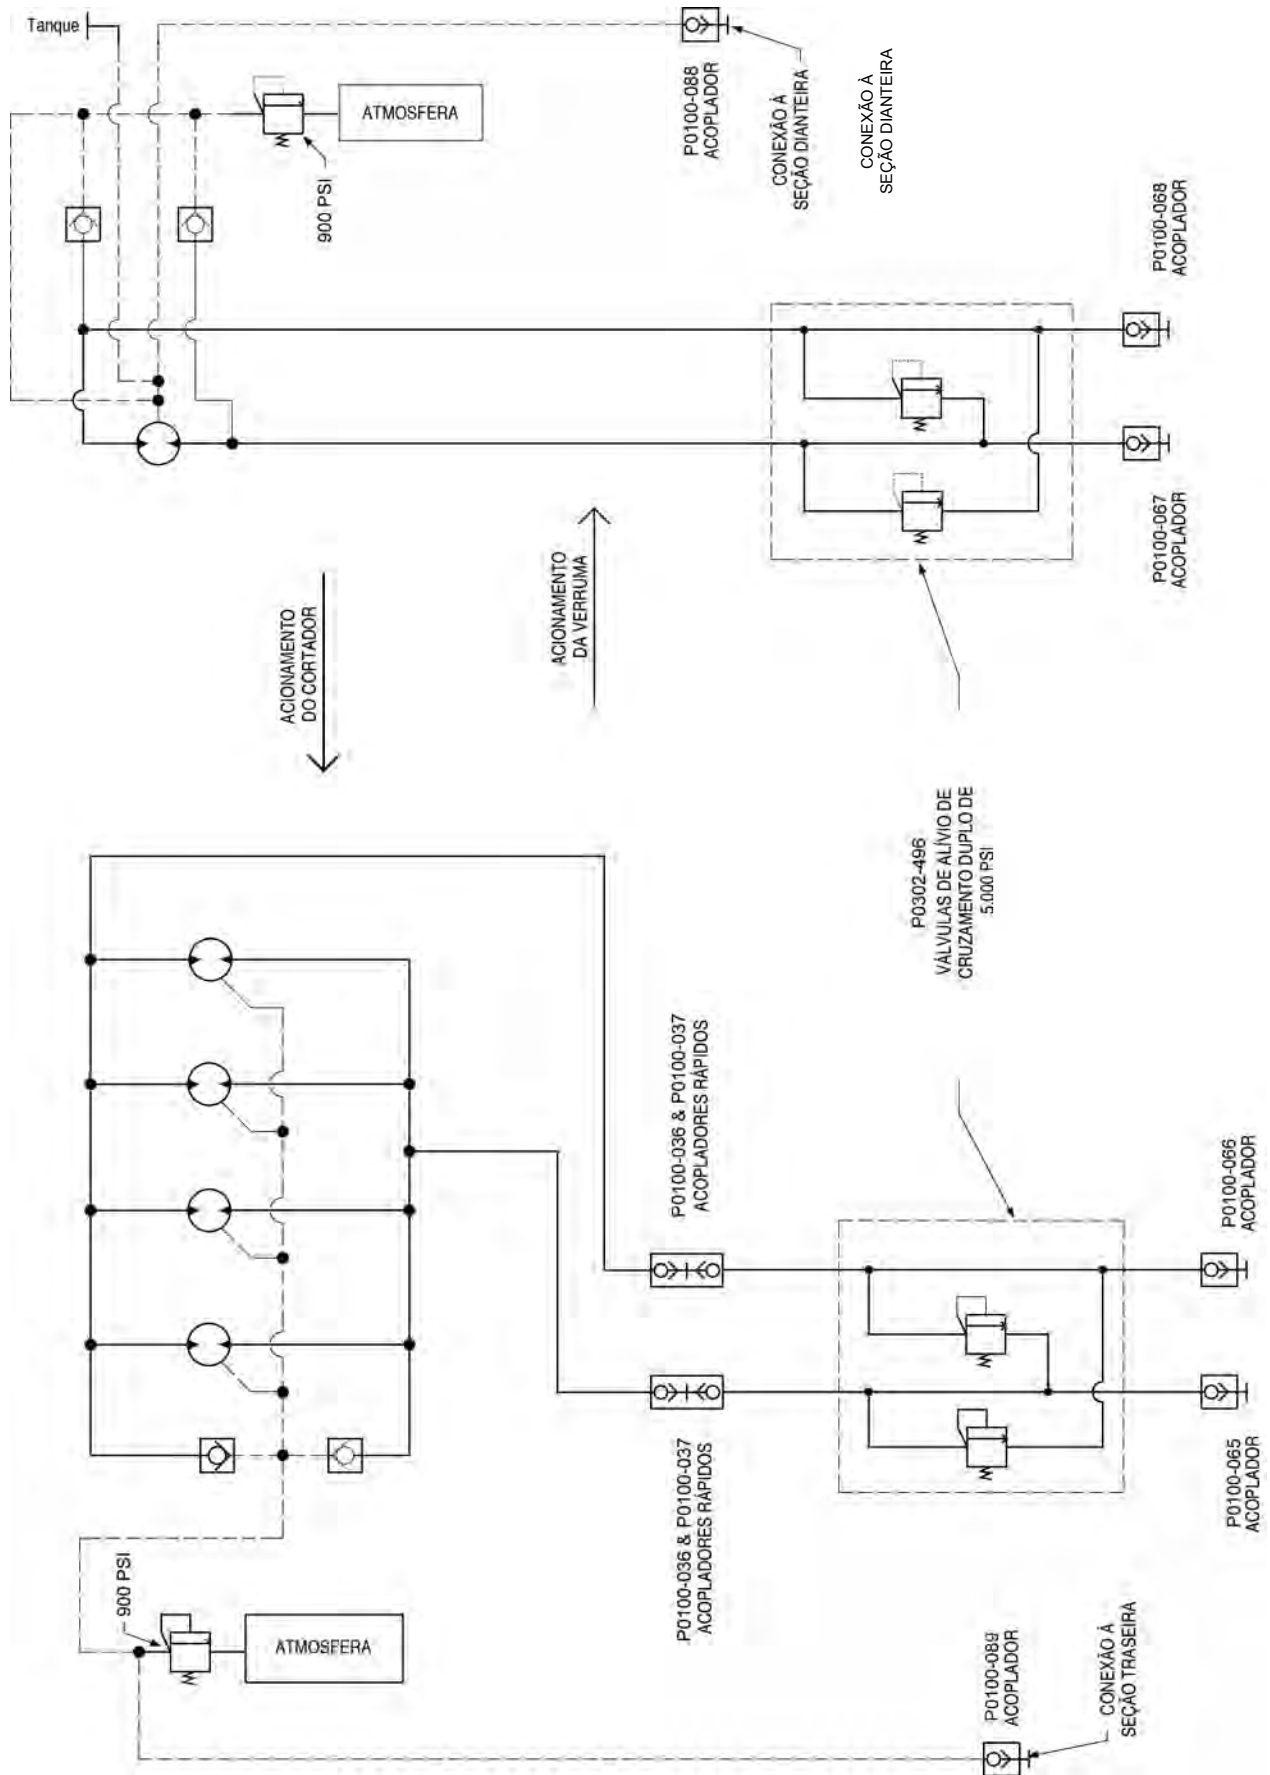 Tanque
ATMOSFERA
900 PSI
P0100-088
ACOPLADOR
CONEXÃO À
SEÇÃO DIANTEIRA
CONEXÃO À
SEÇÃO DIANTEIRA
P0100-068
ACOPLADOR
P0100-067
ACOPLADOR
ACIONAMENTO
DO CORTADOR
ACIONAMENTO
DA VERRUMA
P0302-496
VÁLVULAS DE ALÍVIO DE
CRUZAMENTO DUPLO DE
5.000 PSI
P0100-036 & P0100-037
ACOPLADORES RÁPIDOS
P0100-066
ACOPLADOR
P0100-036 & P0100-037
ACOPLADORES RÁPIDOS
P0100-065
ACOPLADOR
900 PSI
ATMOSFERA
P0100-089
ACOPLADOR
CONEXÃO À
SEÇÃO TRASEIRA